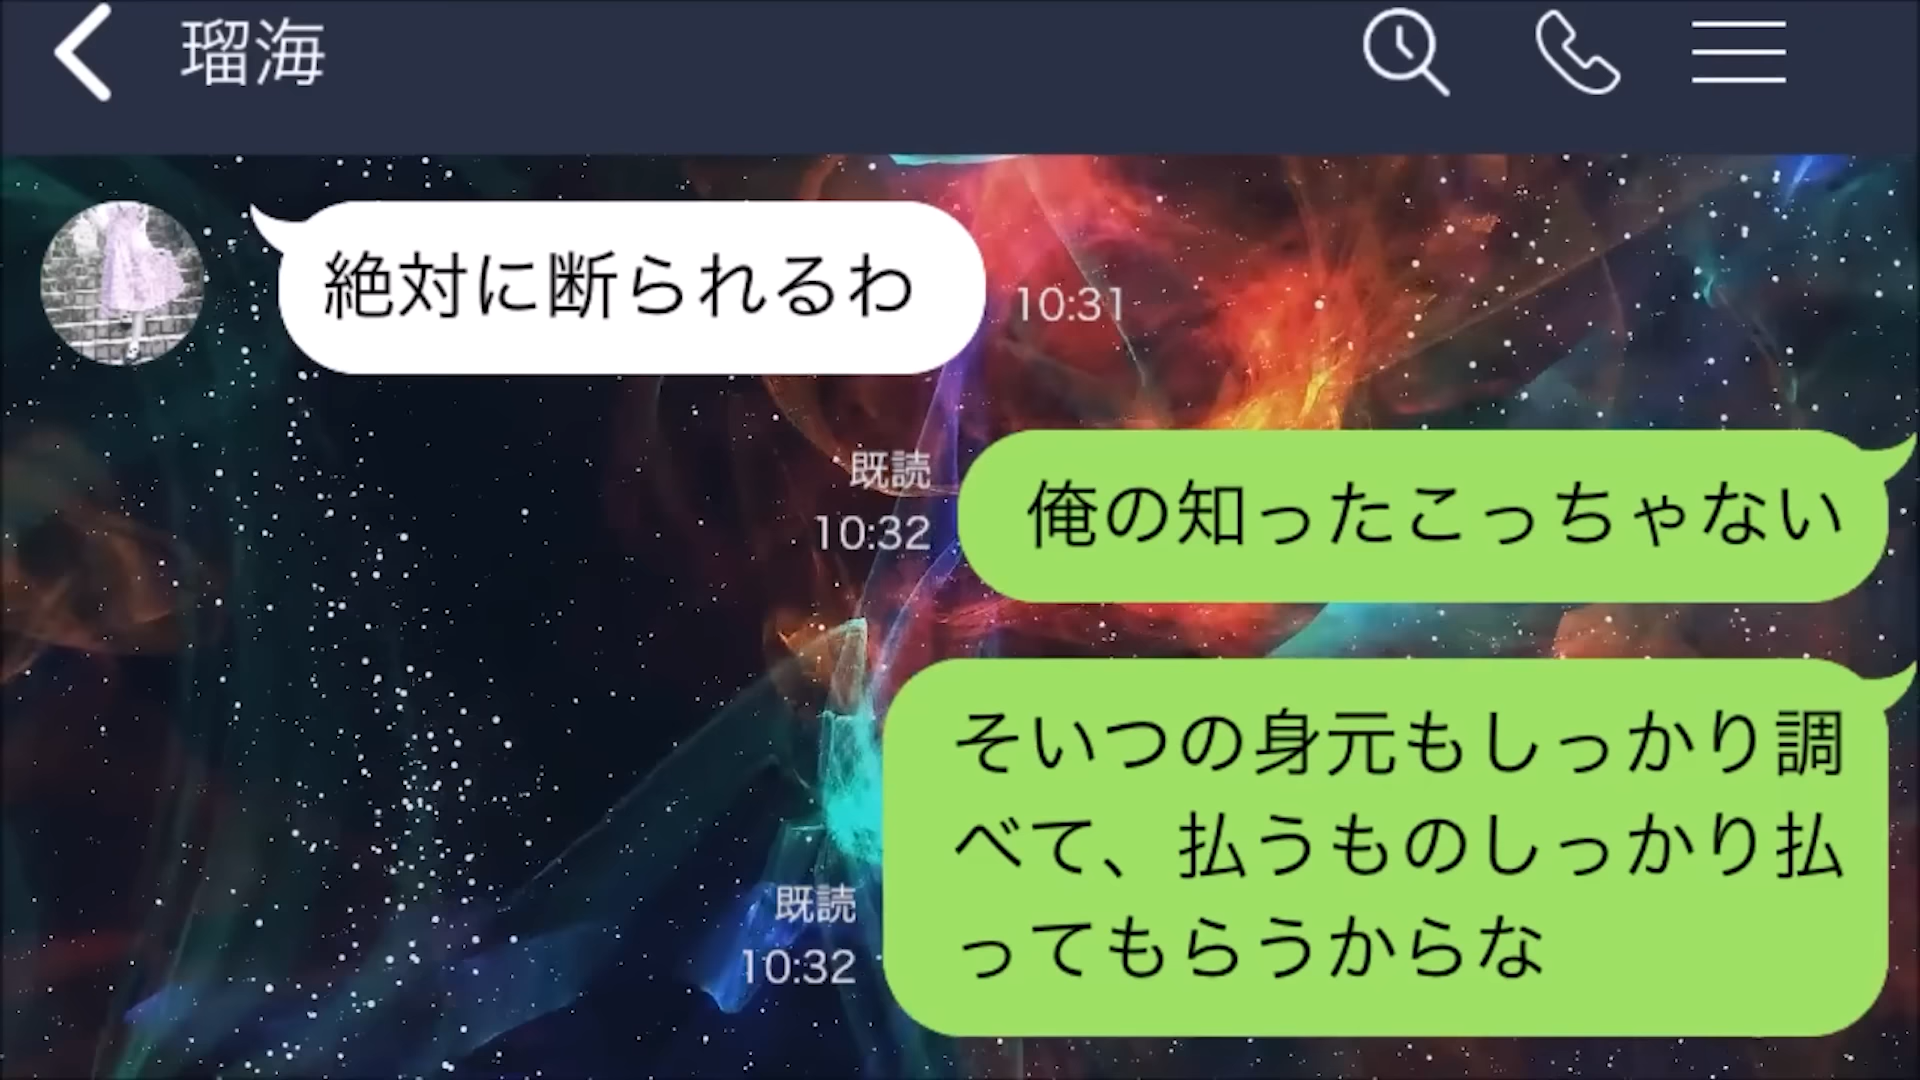 瑠海
絶対に断られるわ
10:31
既読
10:32
俺の知ったこっちゃない
そいつの身元もしっかり調
べて、払うものしっかり払
ってもらうからな
既読
10:32